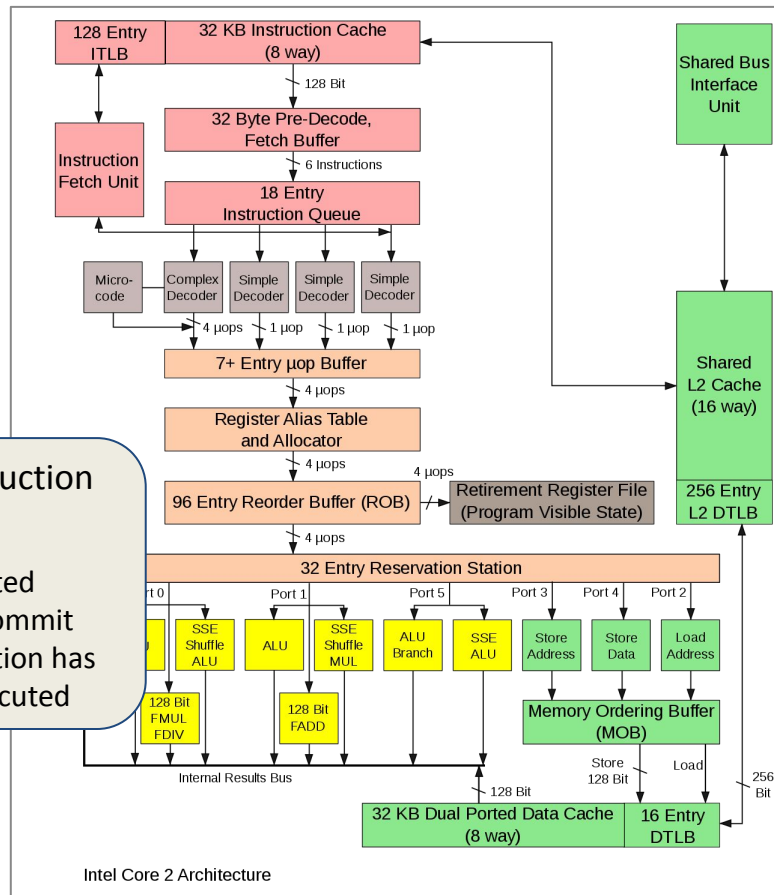 128 Entry
ITLB
32 KB Instruction Cache
(8 way)
Shared Bus
Interface
Unit
128 Bit
32 Byte Pre-Decode,
Fetch Buffer
Instruction
Fetch Unit
6 Instructions
18 Entry
Instruction Queue
Micro-
code
Complex
Decoder
Simple
Decoder
Simple
Decoder
Simple
Decoder
4 µops
1 µop
1 µop
1 µop
7+ Entry µop Buffer
4 µops
Shared
L2 Cache
(16 way)
Register Alias Table
and Allocator
4 µops
4 µops
96 Entry Reorder Buffer (ROB)
Retirement Register File
(Program Visible State)
256 Entry
L2 DTLB
4 µops
32 Entry Reservation Station
Port 1
Port 5
Port 3
Port 4
Port 2
SSE
Shuffle
ALU
ALU
SSE
Shuffle
MUL
ALU
Branch
SSE
ALU
Store
Address
Store
Data
Load
Address
128 Bit
FMUL
FDIV
128 Bit
FADD
Memory Ordering Buffer
(MOB)
Internal Results Bus
128 Bit
Store
128 Bit
Load
256
Bit
32 KB Dual Ported Data Cache
(8 way)
16 Entry
DTLB
Intel Core 2 Architecture